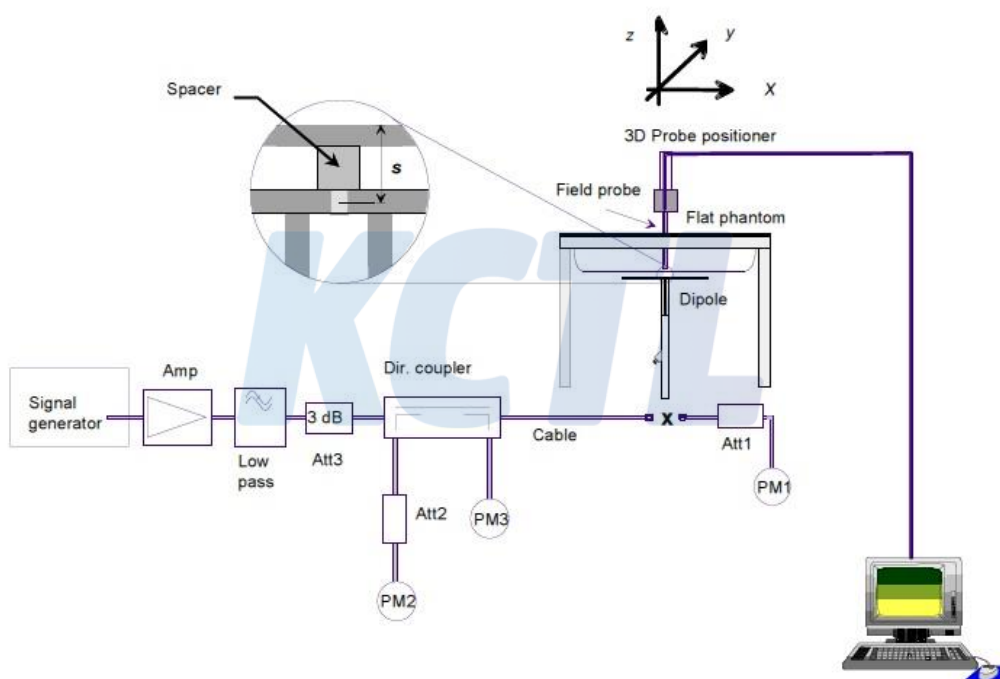 z
y
X
Spacer
s
3D Probe positioner
Field probe
Flat phantom
Dipole
KCTL
Signal
generator
Amp
Low
pass
3 dB
Att3
Dir. coupler
Cable
X
Att1
PM1
Att2
PM3
PM2